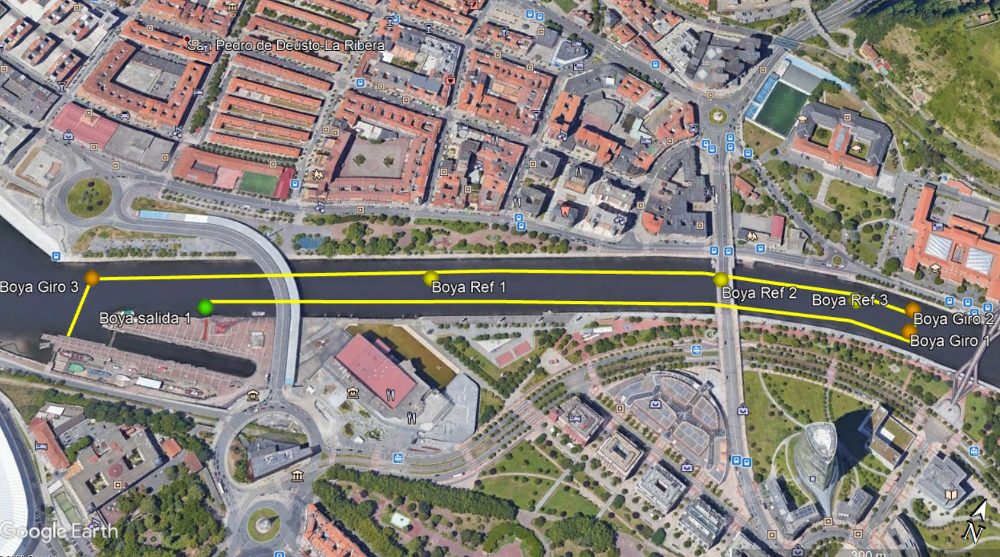 San Pedro de Deusto-La Ribera
Boya Giro 3
Boya Ref 1
Boya Ref 2
Boya Ref 3
Boya salida 1
Boya Giro 2
Boya Giro 1
Google Earth
N
300 m